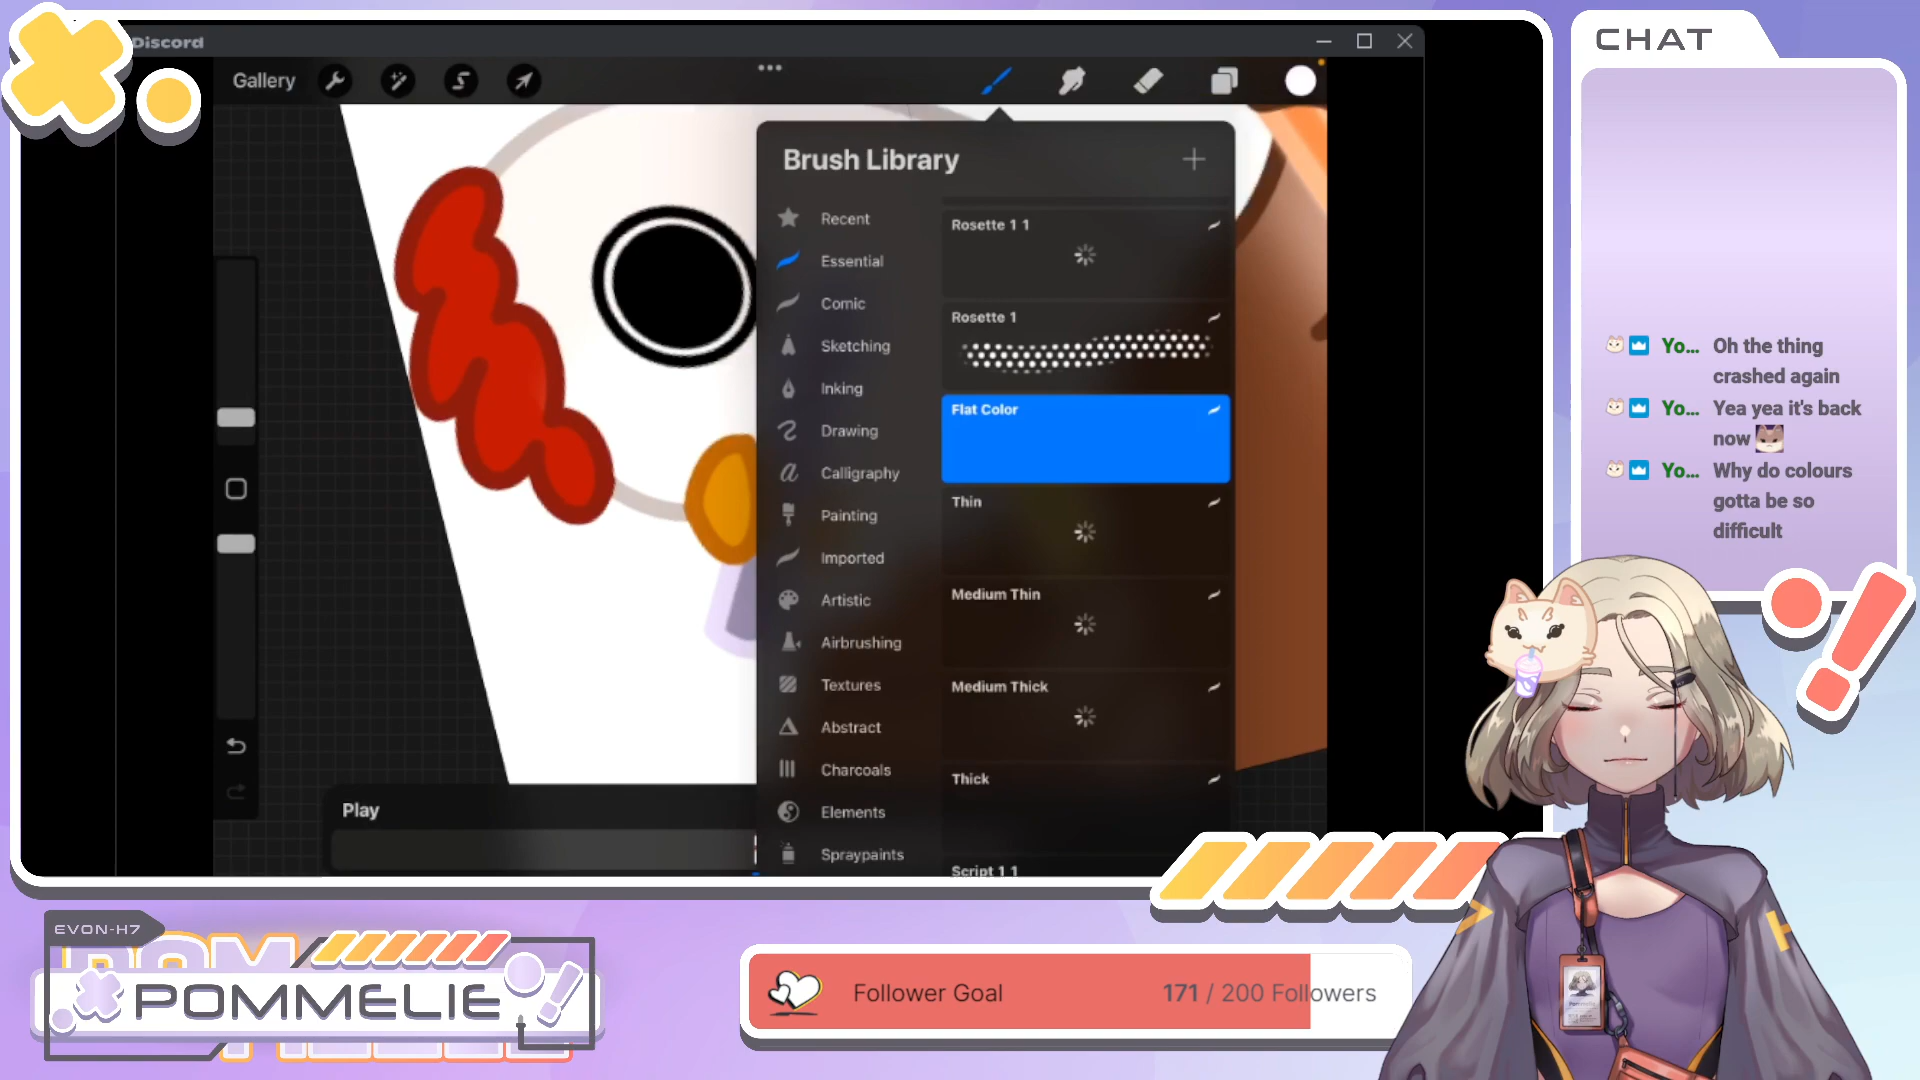 Discord
CHAT
Gallery
Brush Library
Recent
Essential
Comic
Sketching
Inking
Drawing
Calligraphy
Painting
Imported
Artistic
Airbrushing
Textures
Abstract
Charcoals
Elements
Spraypaints
Rosette 1 1
Rosette 1
Flat Color
Thin
Medium Thin
Medium Thick
Thick
Script 1 1
Play
Yo... Oh the thing
crashed again
Yo... Yea yea it's back
now
Yo... Why do colours
gotta be so
difficult
EVON-H7
POMMELIE
Follower Goal
171 / 200 Followers